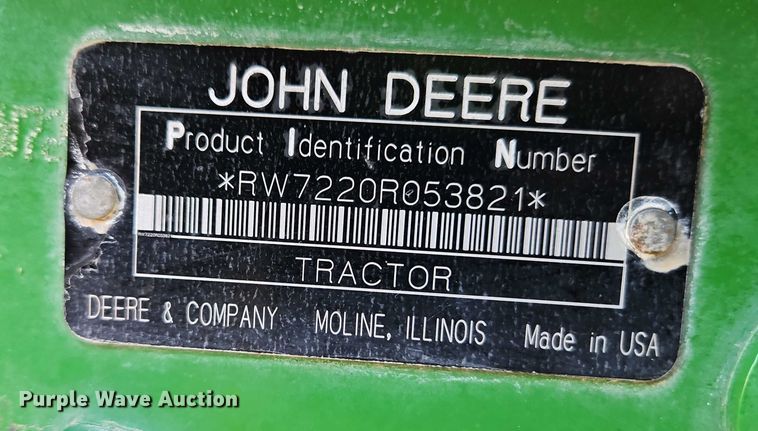 JOHN DEERE
Product Identification Number
*RW7220R053821*
TRACTOR
DEERE & COMPANY MOLINE, ILLINOIS Made in USA
Purple Wave Auction